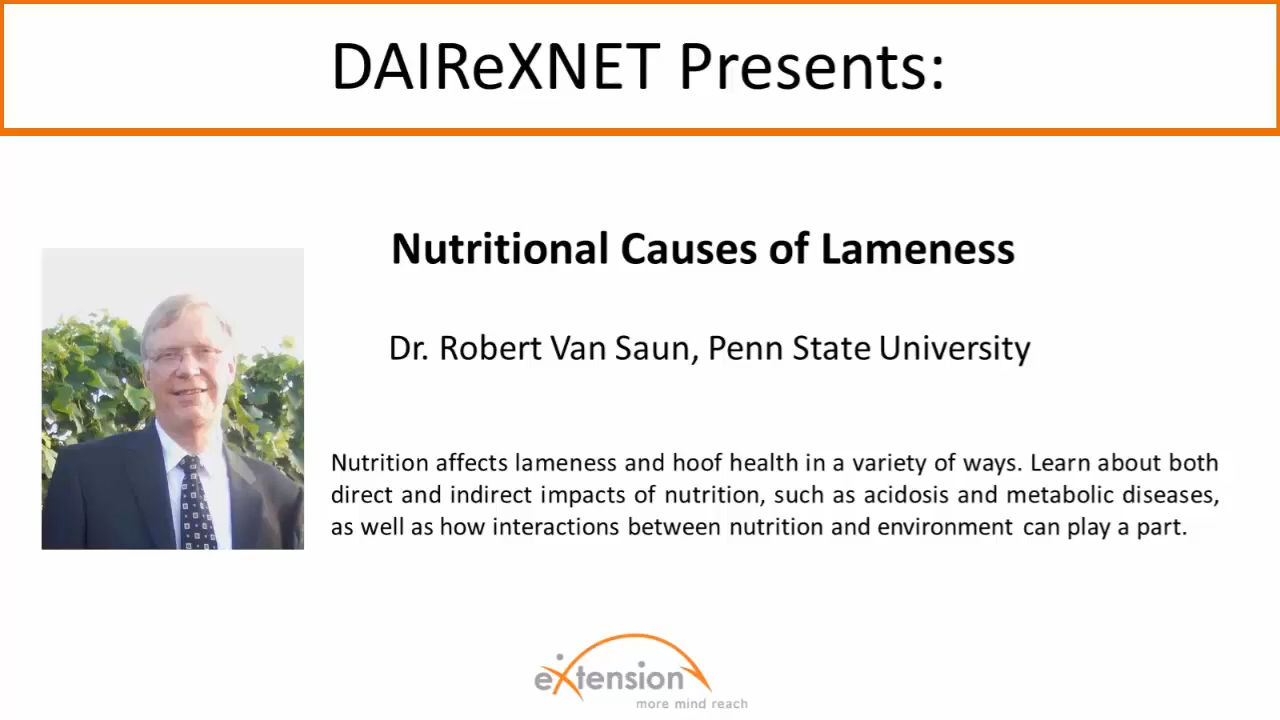 DAIReXNET Presents:
Nutritional Causes of Lameness
Dr. Robert Van Saun, Penn State University
Nutrition affects lameness and hoof health in a variety of ways. Learn about both
direct and indirect impacts of nutrition, such as acidosis and metabolic diseases,
as well as how interactions between nutrition and environment can play a part.
eXtension
more mind reach